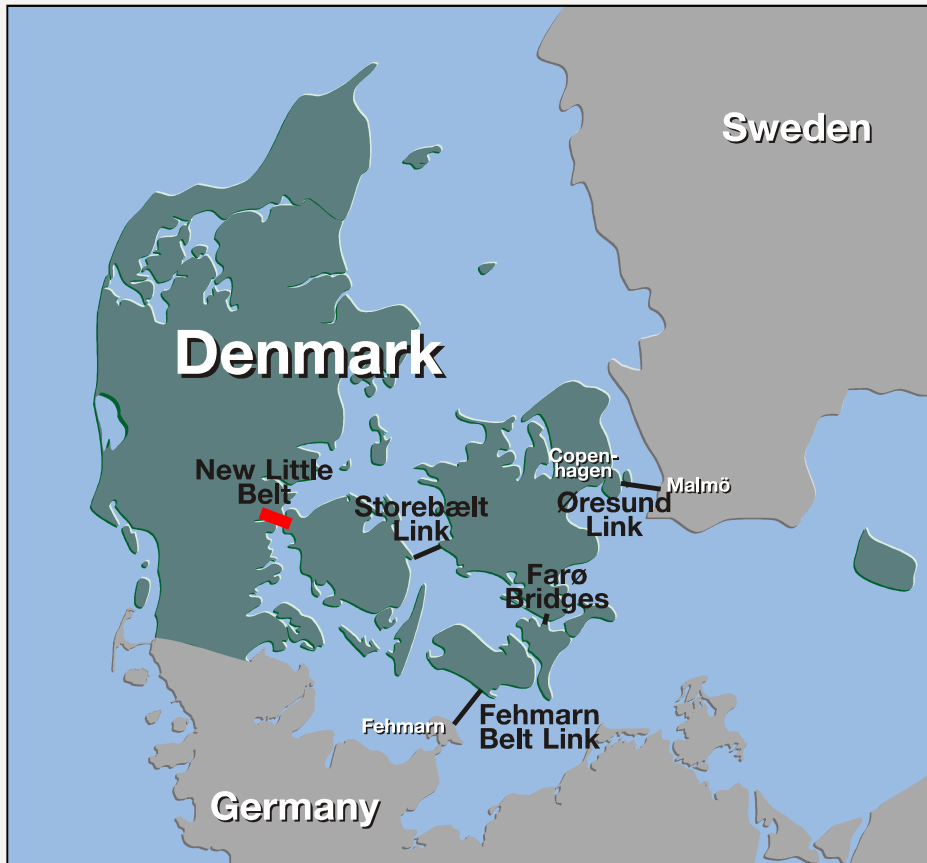 Sweden
Denmark
Copen-
hagen
Malmö
New Little
Belt
Storebælt
Link
Øresund
Link
Farø
Bridges
Fehmarn
Fehmarn
Belt Link
Germany